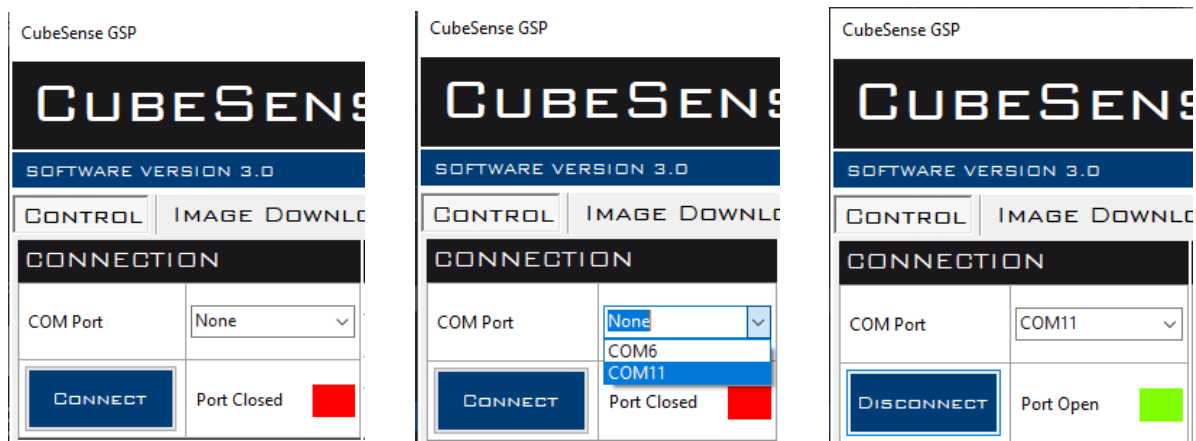 CubeSense GSP
CUBESENS
SOFTWARE VERSION 3.0
CONTROL IMAGE DOWNLO
CONNECTION
COM Port None
CONNECT Port Closed
CubeSense GSP
CUBESENS
SOFTWARE VERSION 3.0
CONTROL IMAGE DOWNLO
CONNECTION
COM Port None
COM6
COM11
CONNECT Port Closed
CubeSense GSP
CUBESENS
SOFTWARE VERSION 3.0
CONTROL IMAGE DOWNLO
CONNECTION
COM Port COM11
DISCONNECT Port Open